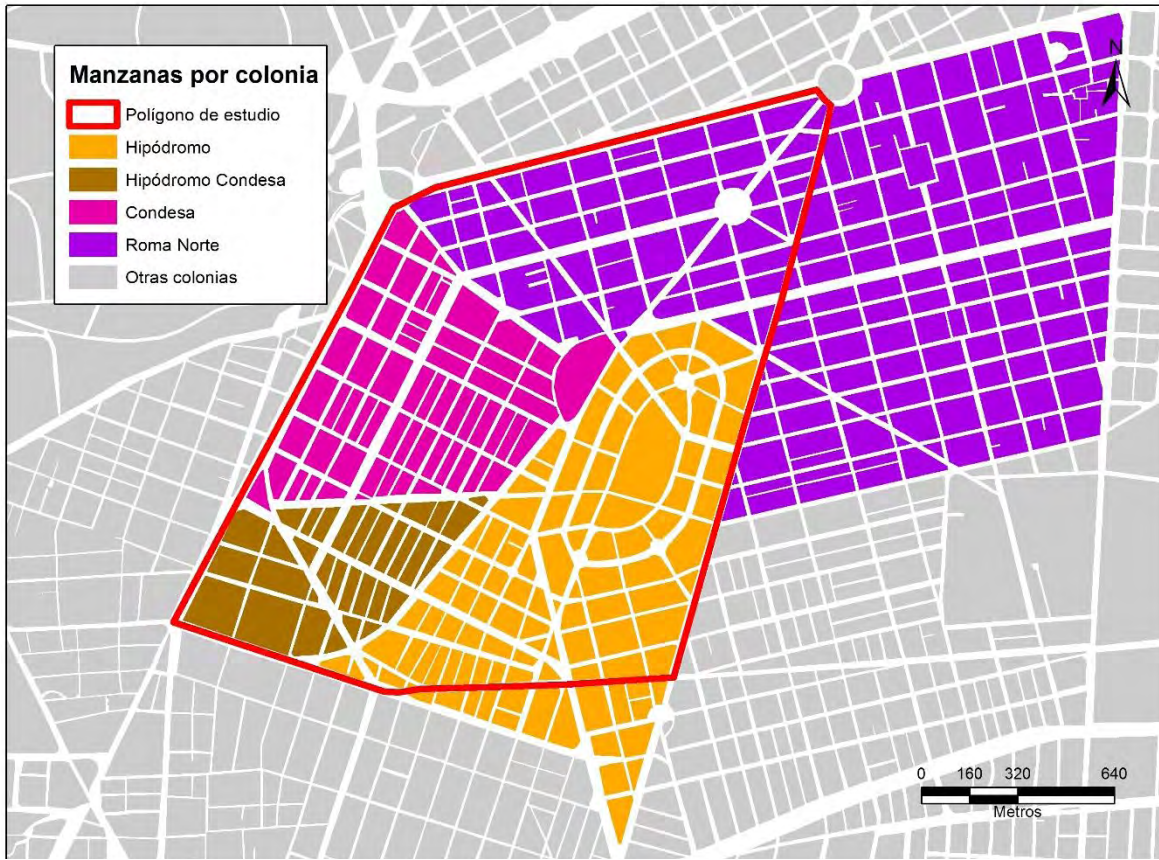 Manzanas por colonia
Polígono de estudio
Hipódromo
Hipódromo Condesa
Condesa
Roma Norte
Otras colonias
N
0 160 320 640
Metros